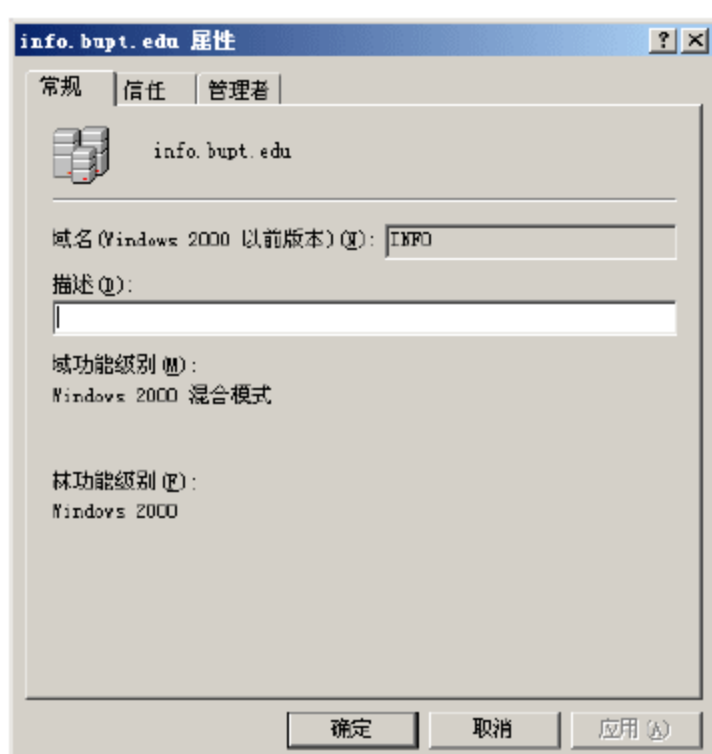 info.bupt.edu 属性
常规 信任 管理者
info.bupt.edu
域名(Windows 2000 以前版本)(W): INFO
描述(D):
域功能级别(M):
Windows 2000 混合模式
林功能级别(F):
Windows 2000
确定 取消 应用(A)